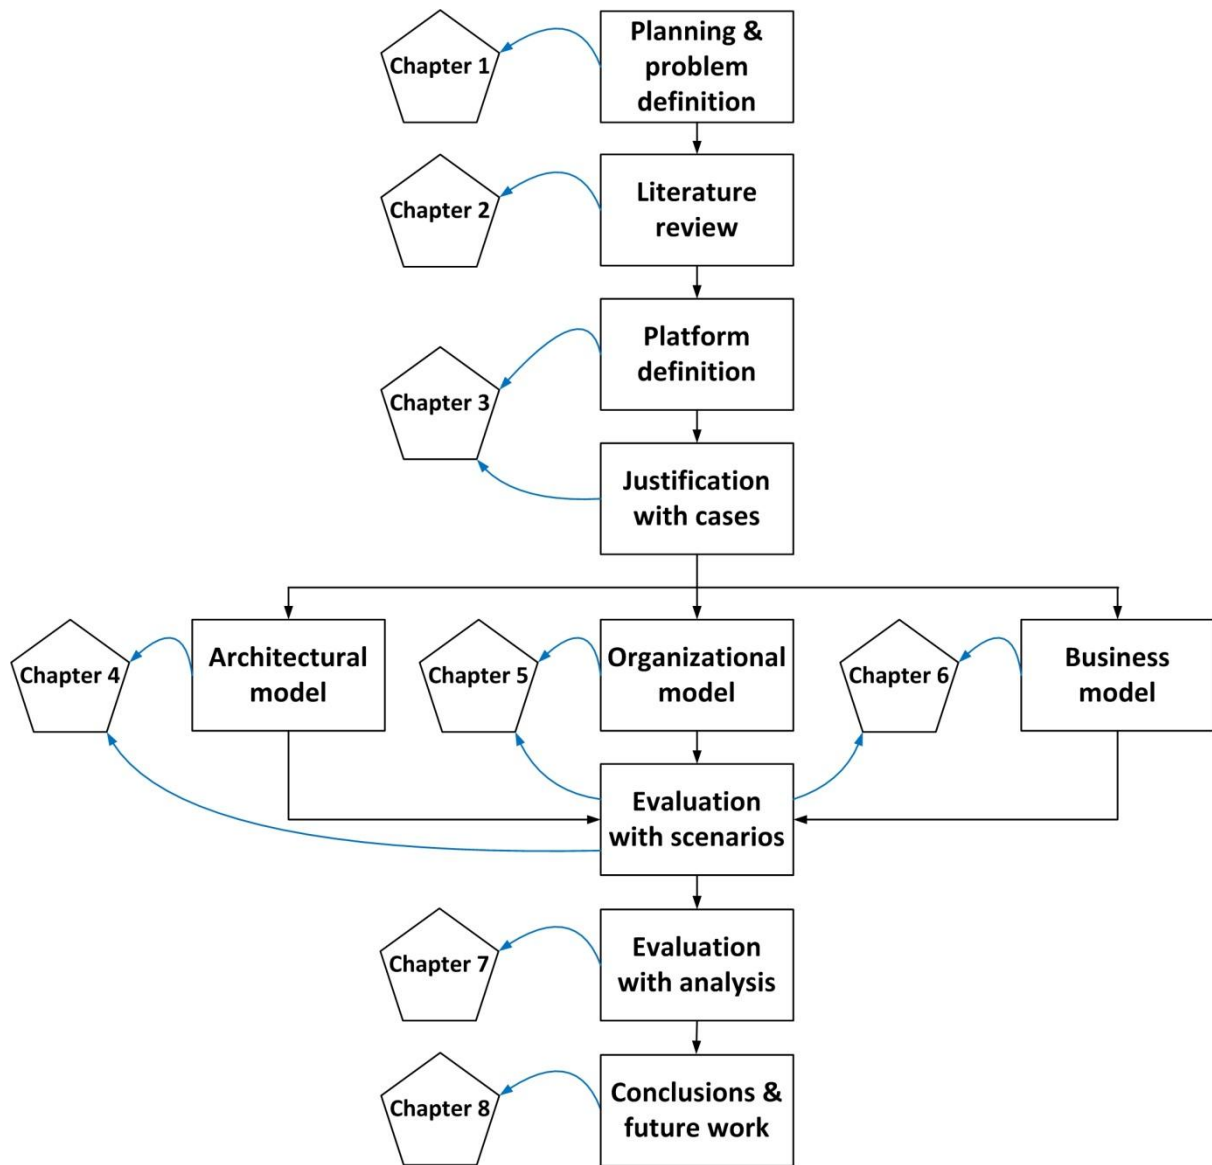 Chapter 1
Planning &
problem
definition
Chapter 2
Literature
review
Platform
definition
Chapter 3
Justification
with cases
Chapter 4
Architectural
model
Chapter 5
Organizational
model
Chapter 6
Business
model
Evaluation
with scenarios
Chapter 7
Evaluation
with analysis
Chapter 8
Conclusions &
future work